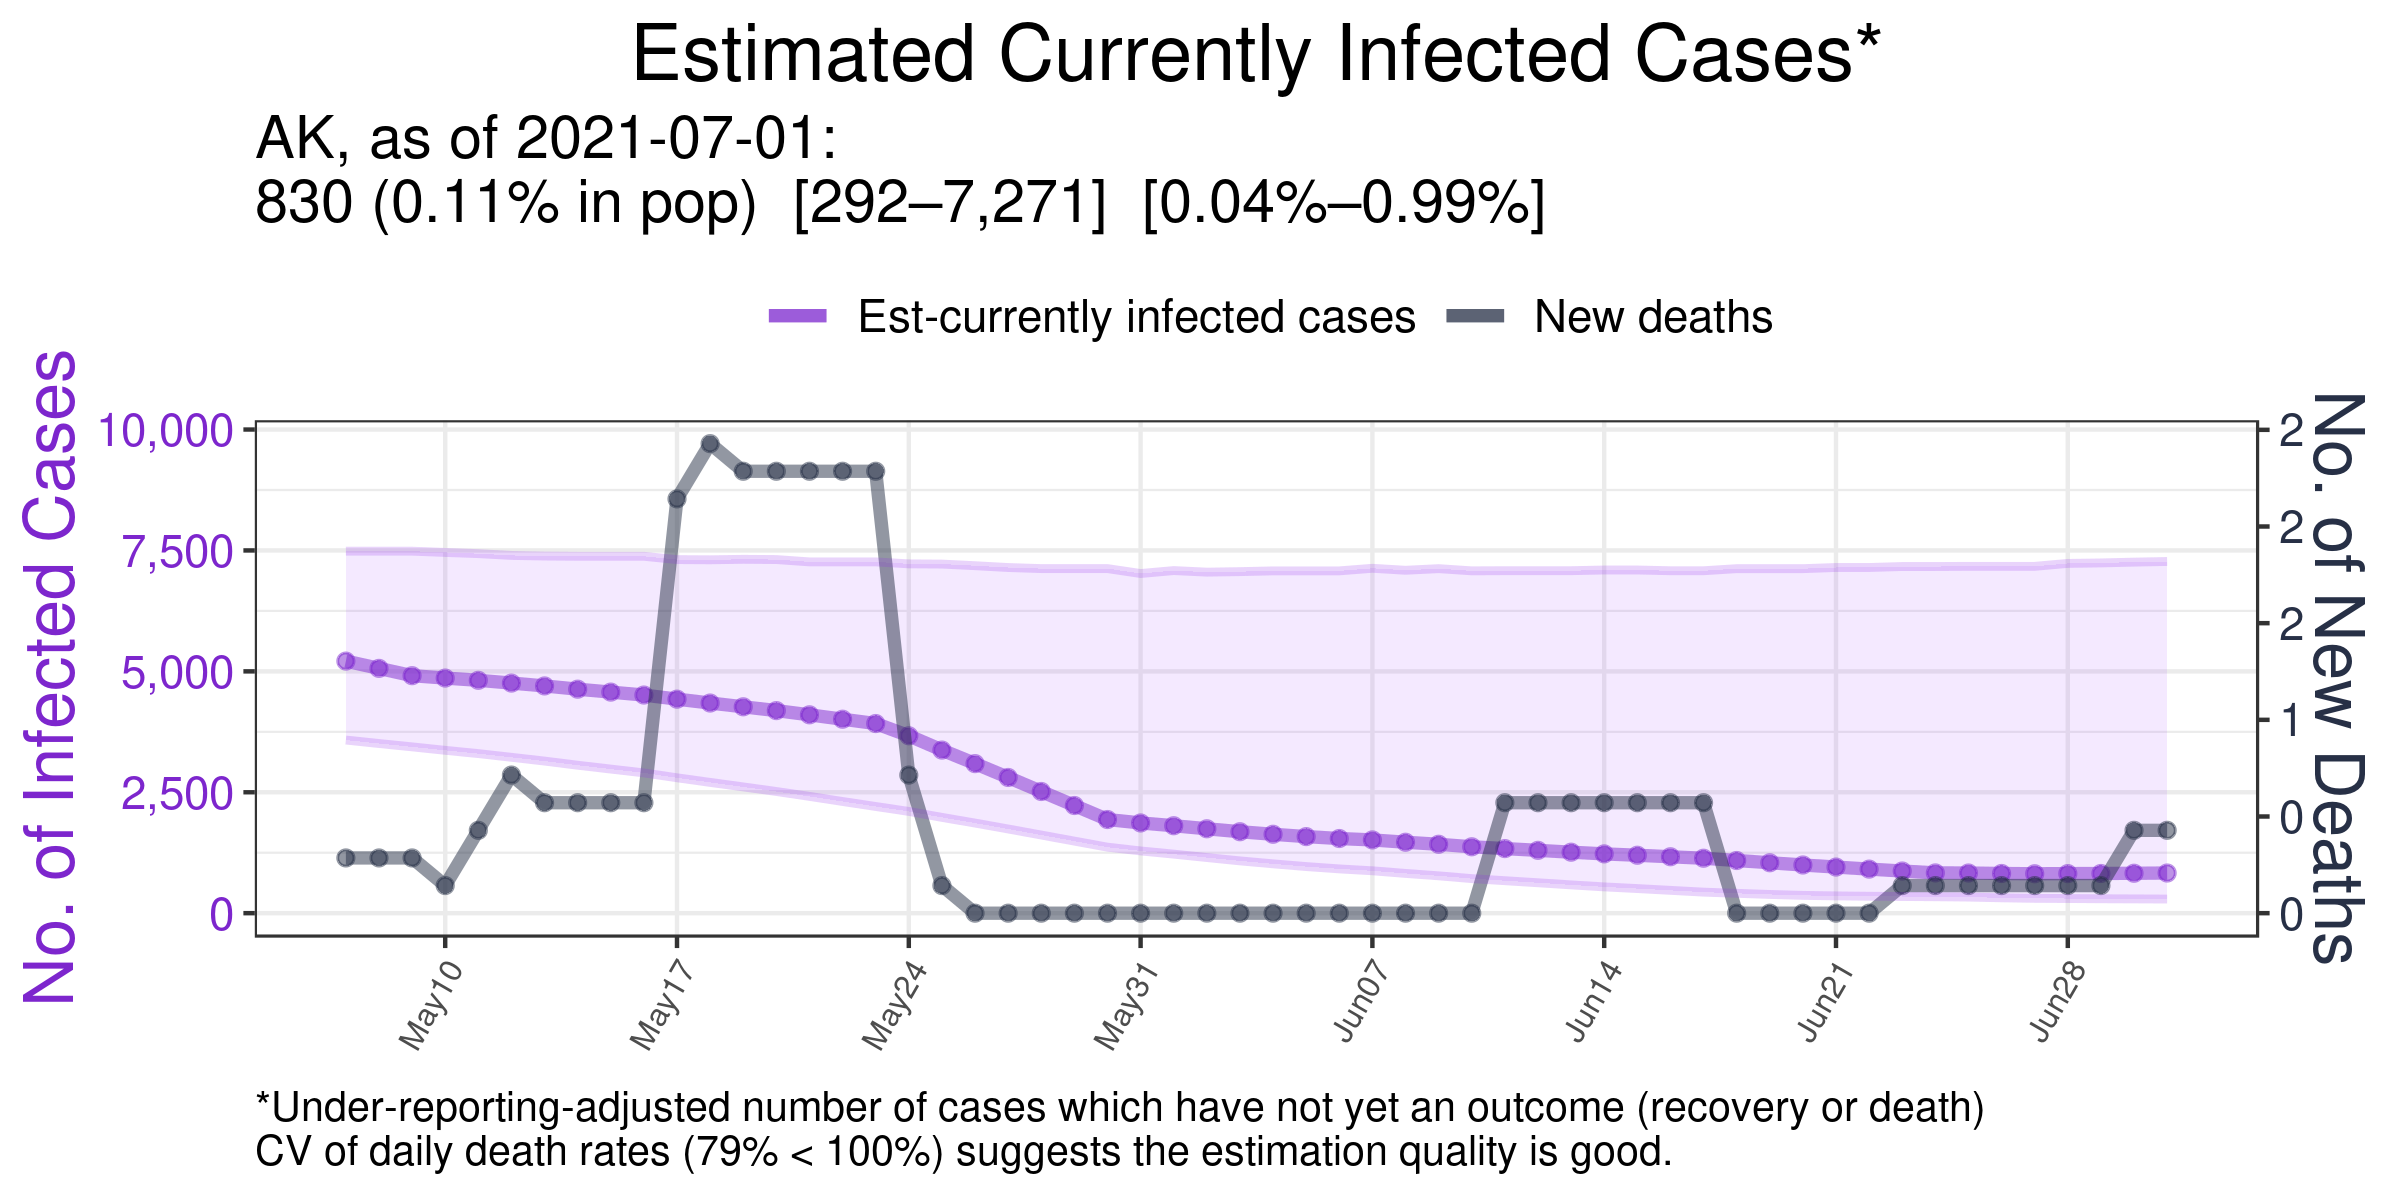 Estimated Currently Infected Cases*
AK, as of 2021-07-01:
830 (0.11% in pop)  [292–7,271]  [0.04%–0.99%]
Est-currently infected cases
New deaths
No. of Infected Cases
10,000
7,500
5,000
2,500
0
2
2
2
1
0
0
No. of New Deaths
May10
May17
May24
May31
Jun07
Jun14
Jun21
Jun28
*Under-reporting-adjusted number of cases which have not yet an outcome (recovery or death)
CV of daily death rates (79% < 100%) suggests the estimation quality is good.